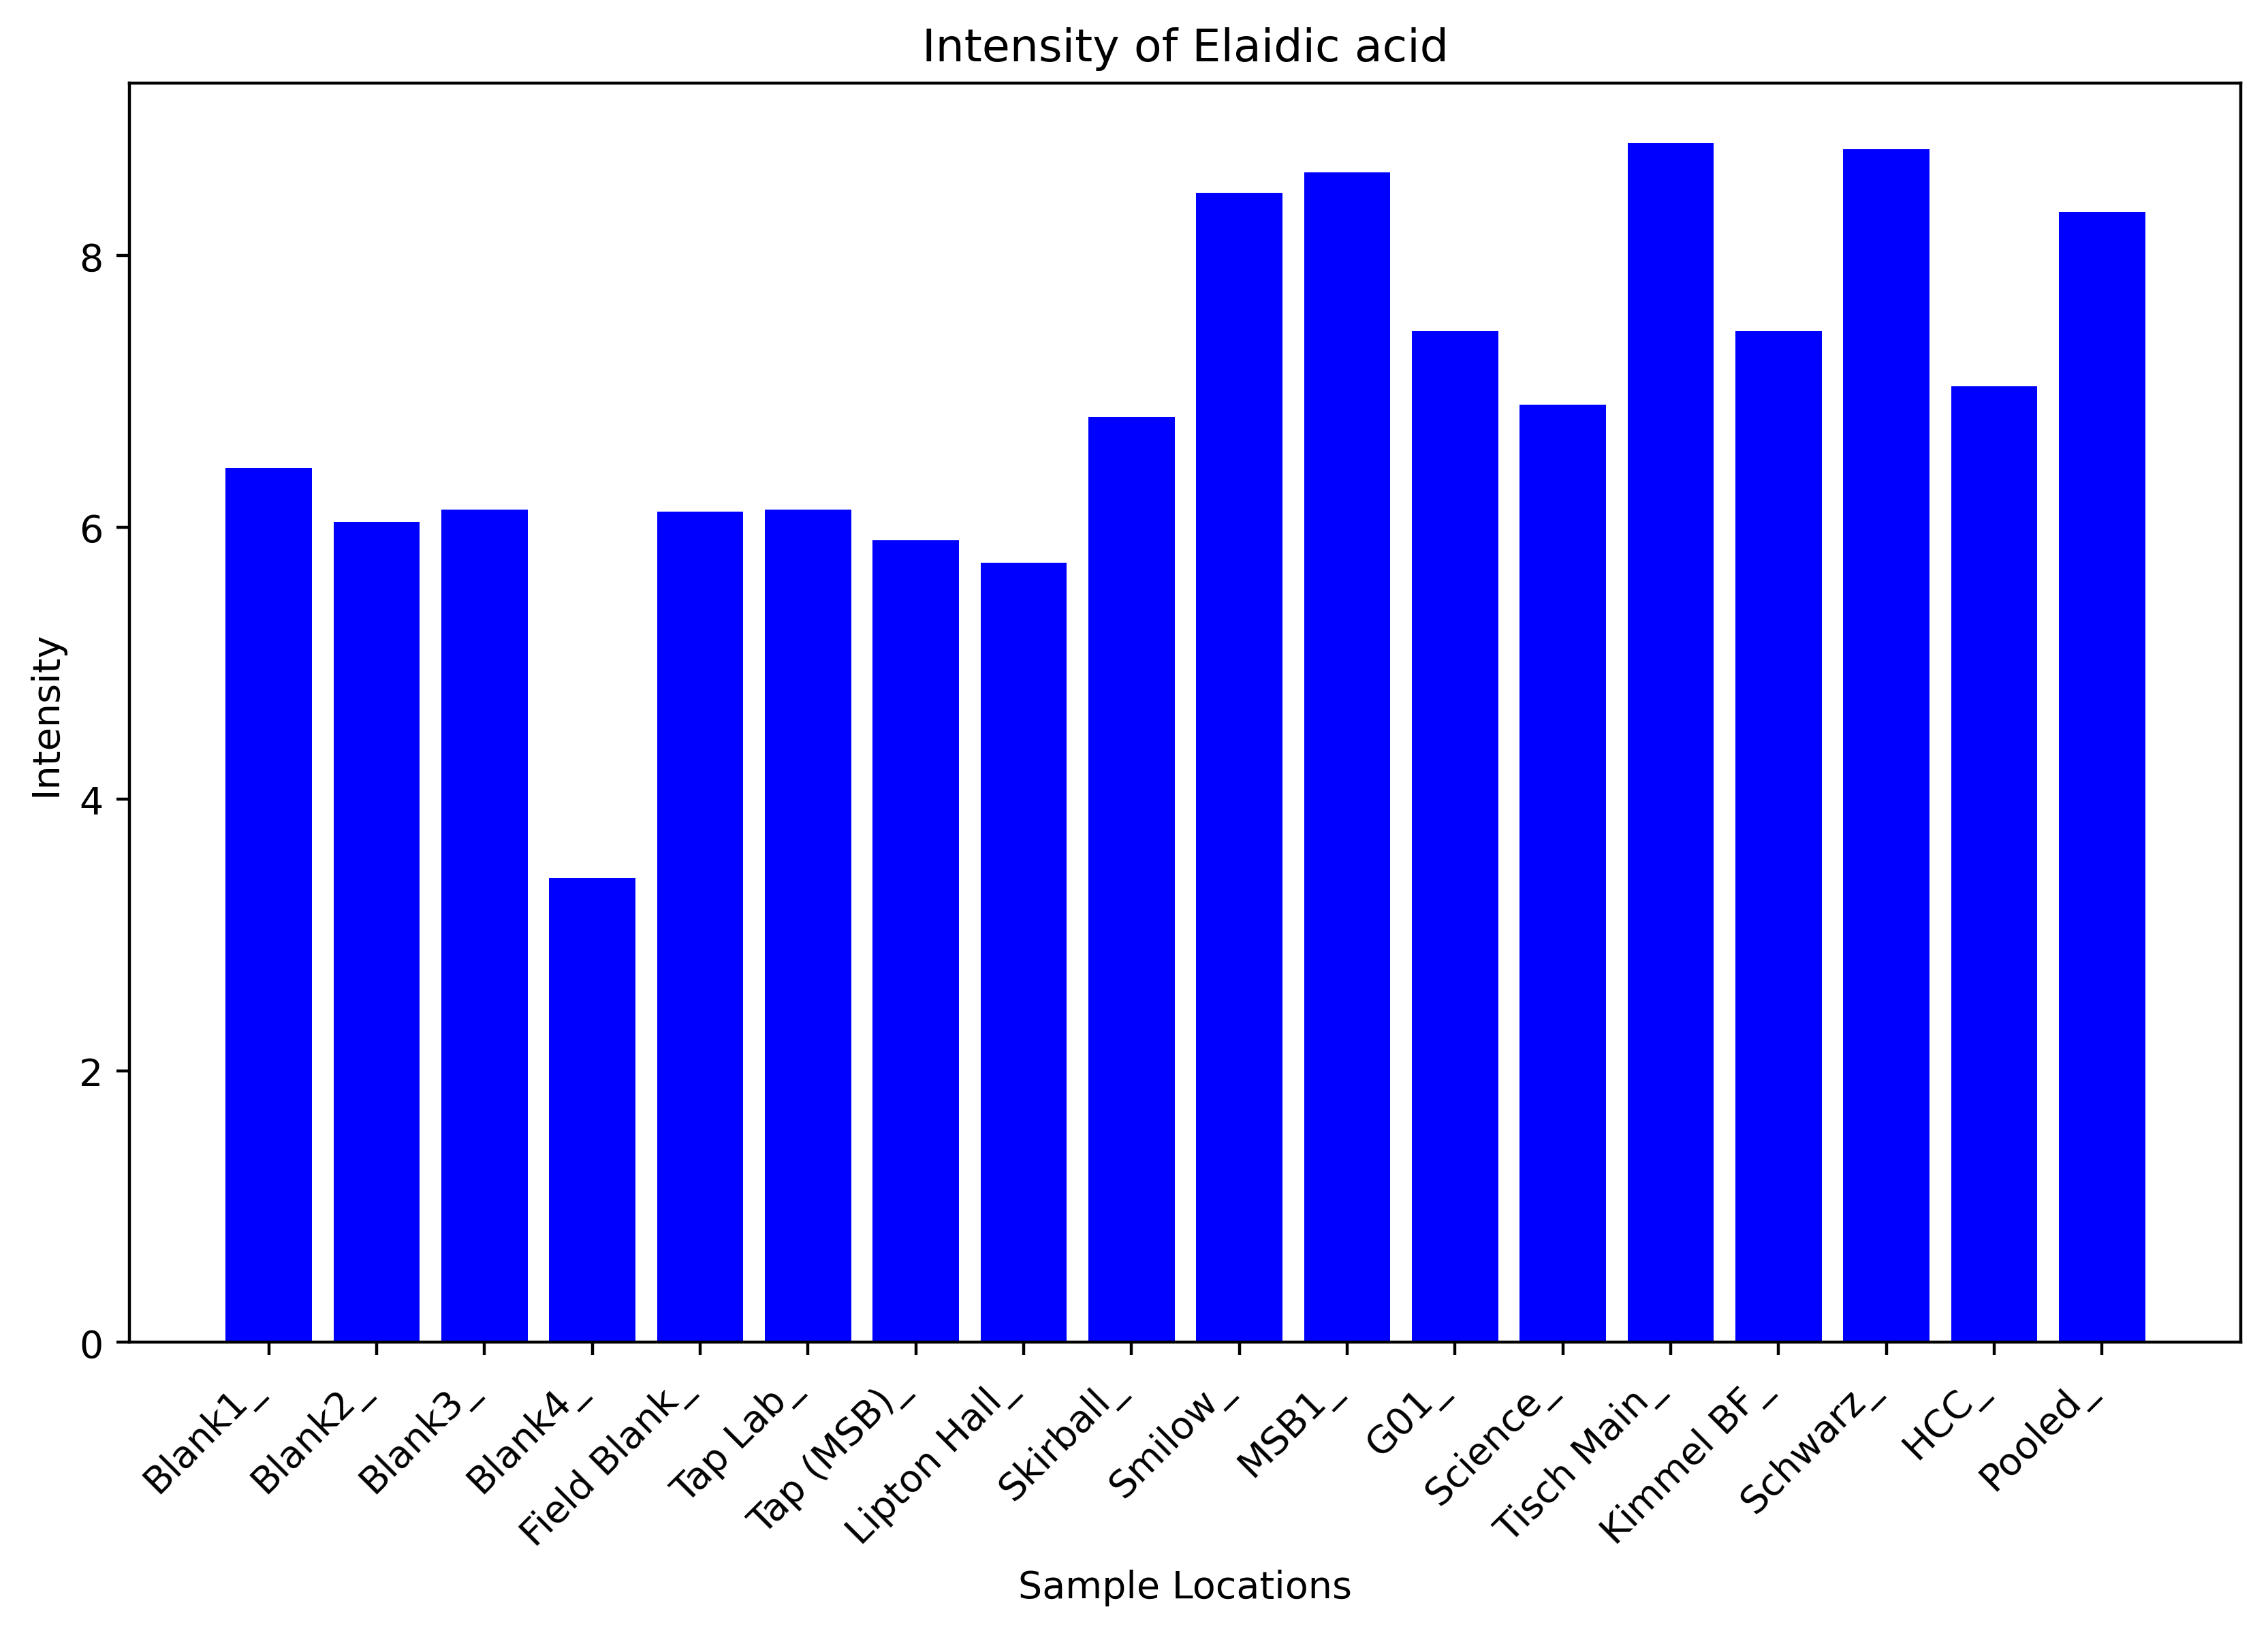 Intensity of Elaidic acid
Intensity
8
6
4
2
0
Blank1_
Blank2_
Blank3_
Blank4_
Field Blank_
Tap Lab_
Tap (MSB)_
Lipton Hall_
Skirball_
Smilow_
MSB1_
G01_
Science_
Tisch Main_
Kimmel BF_
Schwarz_
HCC_
Pooled_
Sample Locations